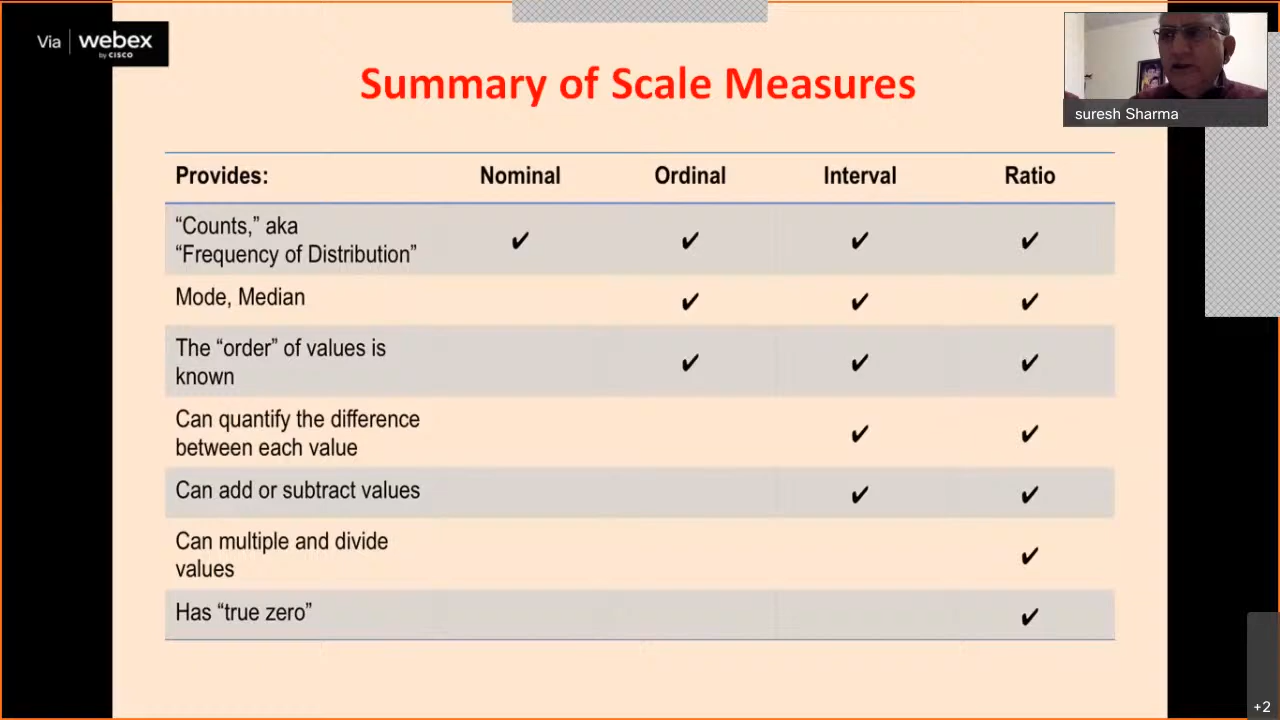 Via webex
by CISCO
Summary of Scale Measures
suresh Sharma
Provides: Nominal Ordinal Interval Ratio
“Counts,” aka
“Frequency of Distribution” ✔ ✔ ✔ ✔
Mode, Median ✔ ✔ ✔
The “order” of values is
known ✔ ✔ ✔
Can quantify the difference
between each value ✔ ✔
Can add or subtract values ✔ ✔
Can multiple and divide
values ✔
Has “true zero” ✔
+2